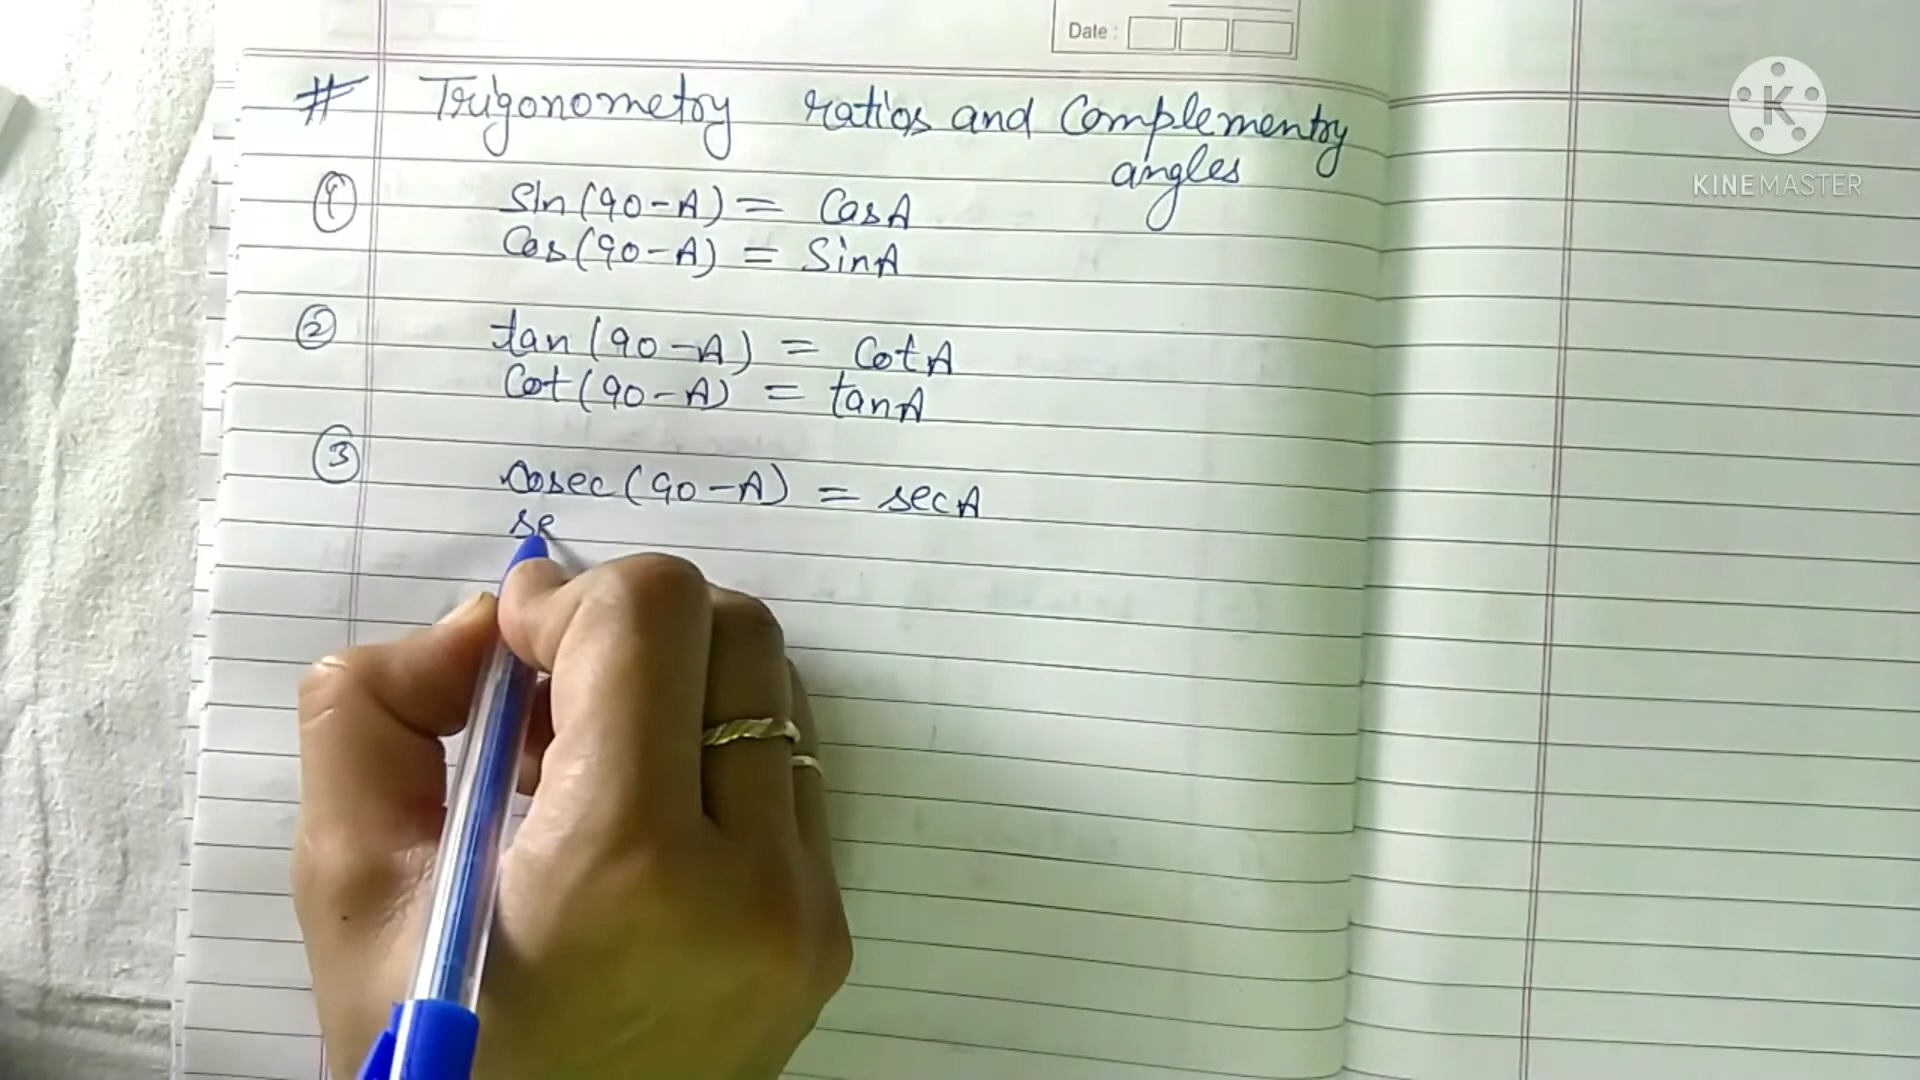 Date :
# Trigonometry ratios and Complementry
angles
① Sin(90-A) = CosA
Cos(90-A) = SinA
② tan(90-A) = CotA
Cot(90-A) = tanA
③ Cosec(90-A) = secA
se
K
KINEMASTER